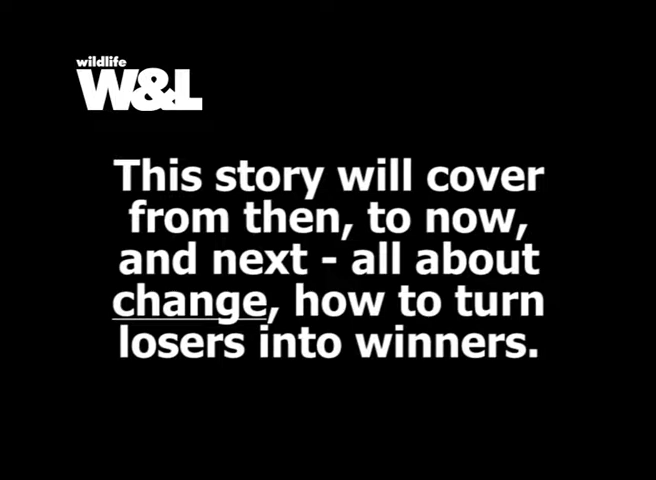 wildlife
W&L
This story will cover
from then, to now,
and next - all about
change, how to turn
losers into winners.